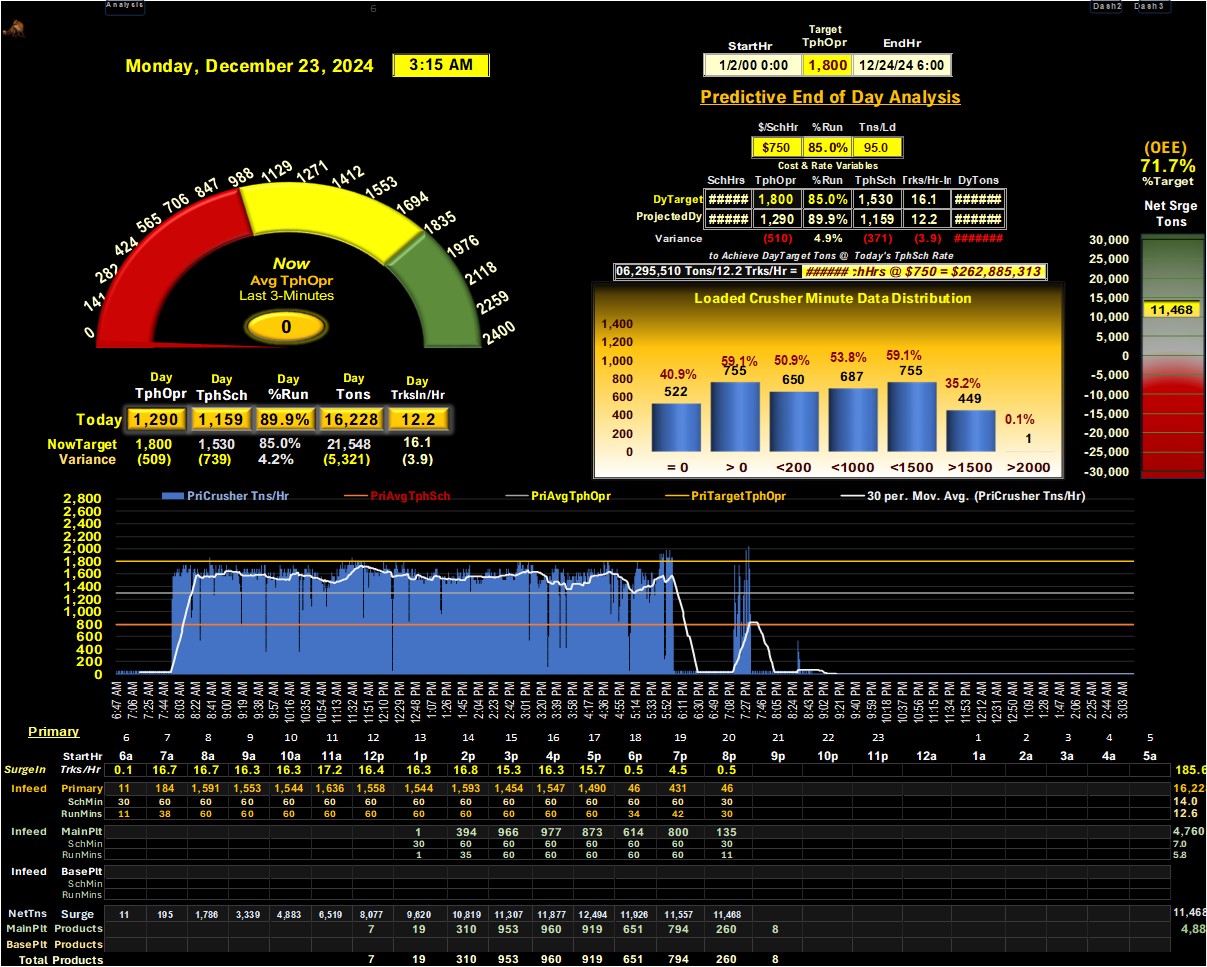 Analysis 6 Dash2 Dash3
Target
StartHr TphOpr EndHr
Monday, December 23, 2024 3:15 AM 1/2/00 0:00 1,800 12/24/24 6:00
Predictive End of Day Analysis
$/SchHr %Run Tns/Ld
$750 85.0% 95.0
Cost & Rate Variables
SchHrs TphOpr %Run TphSch Trks/Hr-In DyTons
DyTarget ##### 1,800 85.0% 1,530 16.1 ######
ProjectedDy ##### 1,290 89.9% 1,159 12.2 ######
Variance (510) 4.9% (371) (3.9) #######
to Achieve DayTarget Tons @ Today's TphSch Rate
06,295,510 Tons/12.2 Trks/Hr = ###### :hHrs @ $750 = $262,885,313
(OEE)
71.7%
%Target
Net Srge
Tons
30,000
25,000
20,000
15,000
11,468
10,000
5,000
0
-5,000
-10,000
-15,000
-20,000
-25,000
-30,000
0 141 282 424 565 706 847 988 1129 1271 1412 1553 1694 1835 1976 2118 2259 2400
Now
Avg TphOpr
Last 3-Minutes
0
Day Day Day Day Day
TphOpr TphSch %Run Tons TrksIn/Hr
Today 1,290 1,159 89.9% 16,228 12.2
NowTarget 1,800 1,530 85.0% 21,548 16.1
Variance (509) (739) 4.2% (5,321) (3.9)
Loaded Crusher Minute Data Distribution
1,400
1,200
1,000
800
600
400
200
0
40.9% 59.1% 50.9% 53.8% 59.1% 35.2% 0.1%
522 755 650 687 755 449 1
= 0 > 0 <200 <1000 <1500 >1500 >2000
PriCrusher Tns/Hr PriAvgTphSch PriAvgTphOpr PriTargetTphOpr 30 per. Mov. Avg. (PriCrusher Tns/Hr)
2,800
2,600
2,400
2,200
2,000
1,800
1,600
1,400
1,200
1,000
800
600
400
200
0
6:47 AM 7:06 AM 7:25 AM 7:44 AM 8:03 AM 8:22 AM 8:41 AM 9:00 AM 9:19 AM 9:38 AM 9:57 AM 10:16 AM 10:35 AM 10:54 AM 11:13 AM 11:32 AM 11:51 AM 12:10 PM 12:29 PM 12:48 PM 1:07 PM 1:26 PM 1:45 PM 2:04 PM 2:23 PM 2:42 PM 3:01 PM 3:20 PM 3:39 PM 3:58 PM 4:17 PM 4:36 PM 4:55 PM 5:14 PM 5:33 PM 5:52 PM 6:11 PM 6:30 PM 6:49 PM 7:08 PM 7:27 PM 7:46 PM 8:05 PM 8:24 PM 8:43 PM 9:02 PM 9:21 PM 9:40 PM 9:59 PM 10:18 PM 10:37 PM 10:56 PM 11:15 PM 11:34 PM 11:53 PM 12:12 AM 12:31 AM 12:50 AM 1:09 AM 1:28 AM 1:47 AM 2:06 AM 2:25 AM 2:44 AM 3:03 AM
Primary 6 7 8 9 10 11 12 13 14 15 16 17 18 19 20 21 22 23 1 2 3 4 5
StartHr 6a 7a 8a 9a 10a 11a 12p 1p 2p 3p 4p 5p 6p 7p 8p 9p 10p 11p 12a 1a 2a 3a 4a 5a
SurgeIn Trks/Hr 0.1 16.7 16.7 16.3 16.3 17.2 16.4 16.3 16.8 15.3 16.3 15.7 0.5 4.5 0.5 185.6
Infeed Primary 11 184 1,591 1,553 1,544 1,636 1,558 1,544 1,593 1,454 1,547 1,490 46 431 46 16,228
SchMin 30 60 60 60 60 60 60 60 60 60 60 60 60 60 30 14.0
RunMins 11 38 60 60 60 60 60 60 60 60 60 60 34 42 30 12.6
Infeed MainPlt 1 394 966 977 873 614 800 135 4,760
SchMin 30 60 60 60 60 60 60 30 7.0
RunMins 1 35 60 60 60 60 60 11 5.8
Infeed BasePlt
SchMin
RunMins
NetTns Surge 11 195 1,786 3,339 4,883 6,519 8,077 9,620 10,819 11,307 11,877 12,494 11,926 11,557 11,468 11,468
MainPlt Products 7 19 310 953 960 919 651 794 260 8 4,88
BasePlt Products
Total Products 7 19 310 953 960 919 651 794 260 8